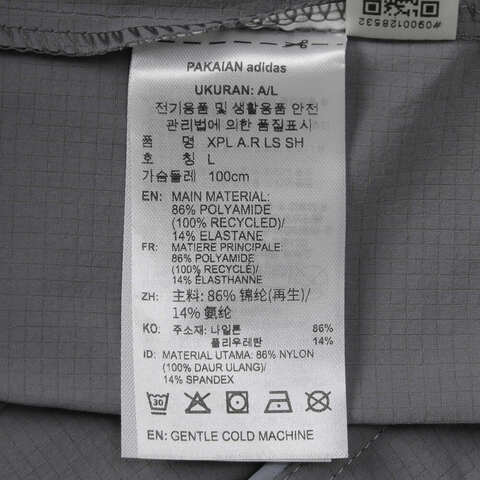 #09000128532
PAKAIAN adidas
UKURAN: A/L
전기용품 및 생활용품 안전
관리법에 의한 품질표시
품 명 XPL A.R LS SH
호 칭 L
가슴둘레 100cm
EN: MAIN MATERIAL:
86% POLYAMIDE
(100% RECYCLED)/
14% ELASTANE
FR: MATIERE PRINCIPALE:
86% POLYAMIDE
(100% RECYCLE)/
14% ELASTHANNE
ZH: 主料: 86% 锦纶(再生)/
14% 氨纶
KO: 주소재: 나일론 86%
폴리우레탄 14%
ID: MATERIAL UTAMA: 86% NYLON
(100% DAUR ULANG)/
14% SPANDEX
30
EN: GENTLE COLD MACHINE